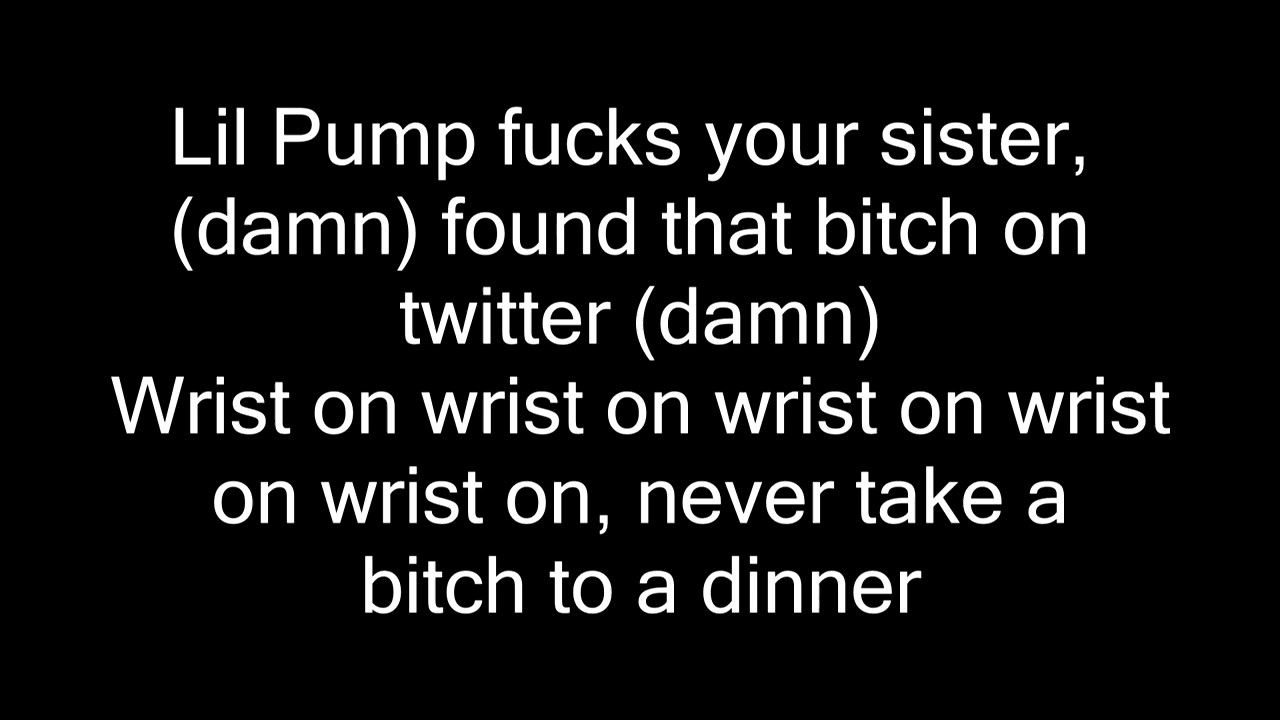 Lil Pump fucks your sister,
(damn) found that bitch on
twitter (damn)
Wrist on wrist on wrist on wrist
on wrist on, never take a
bitch to a dinner